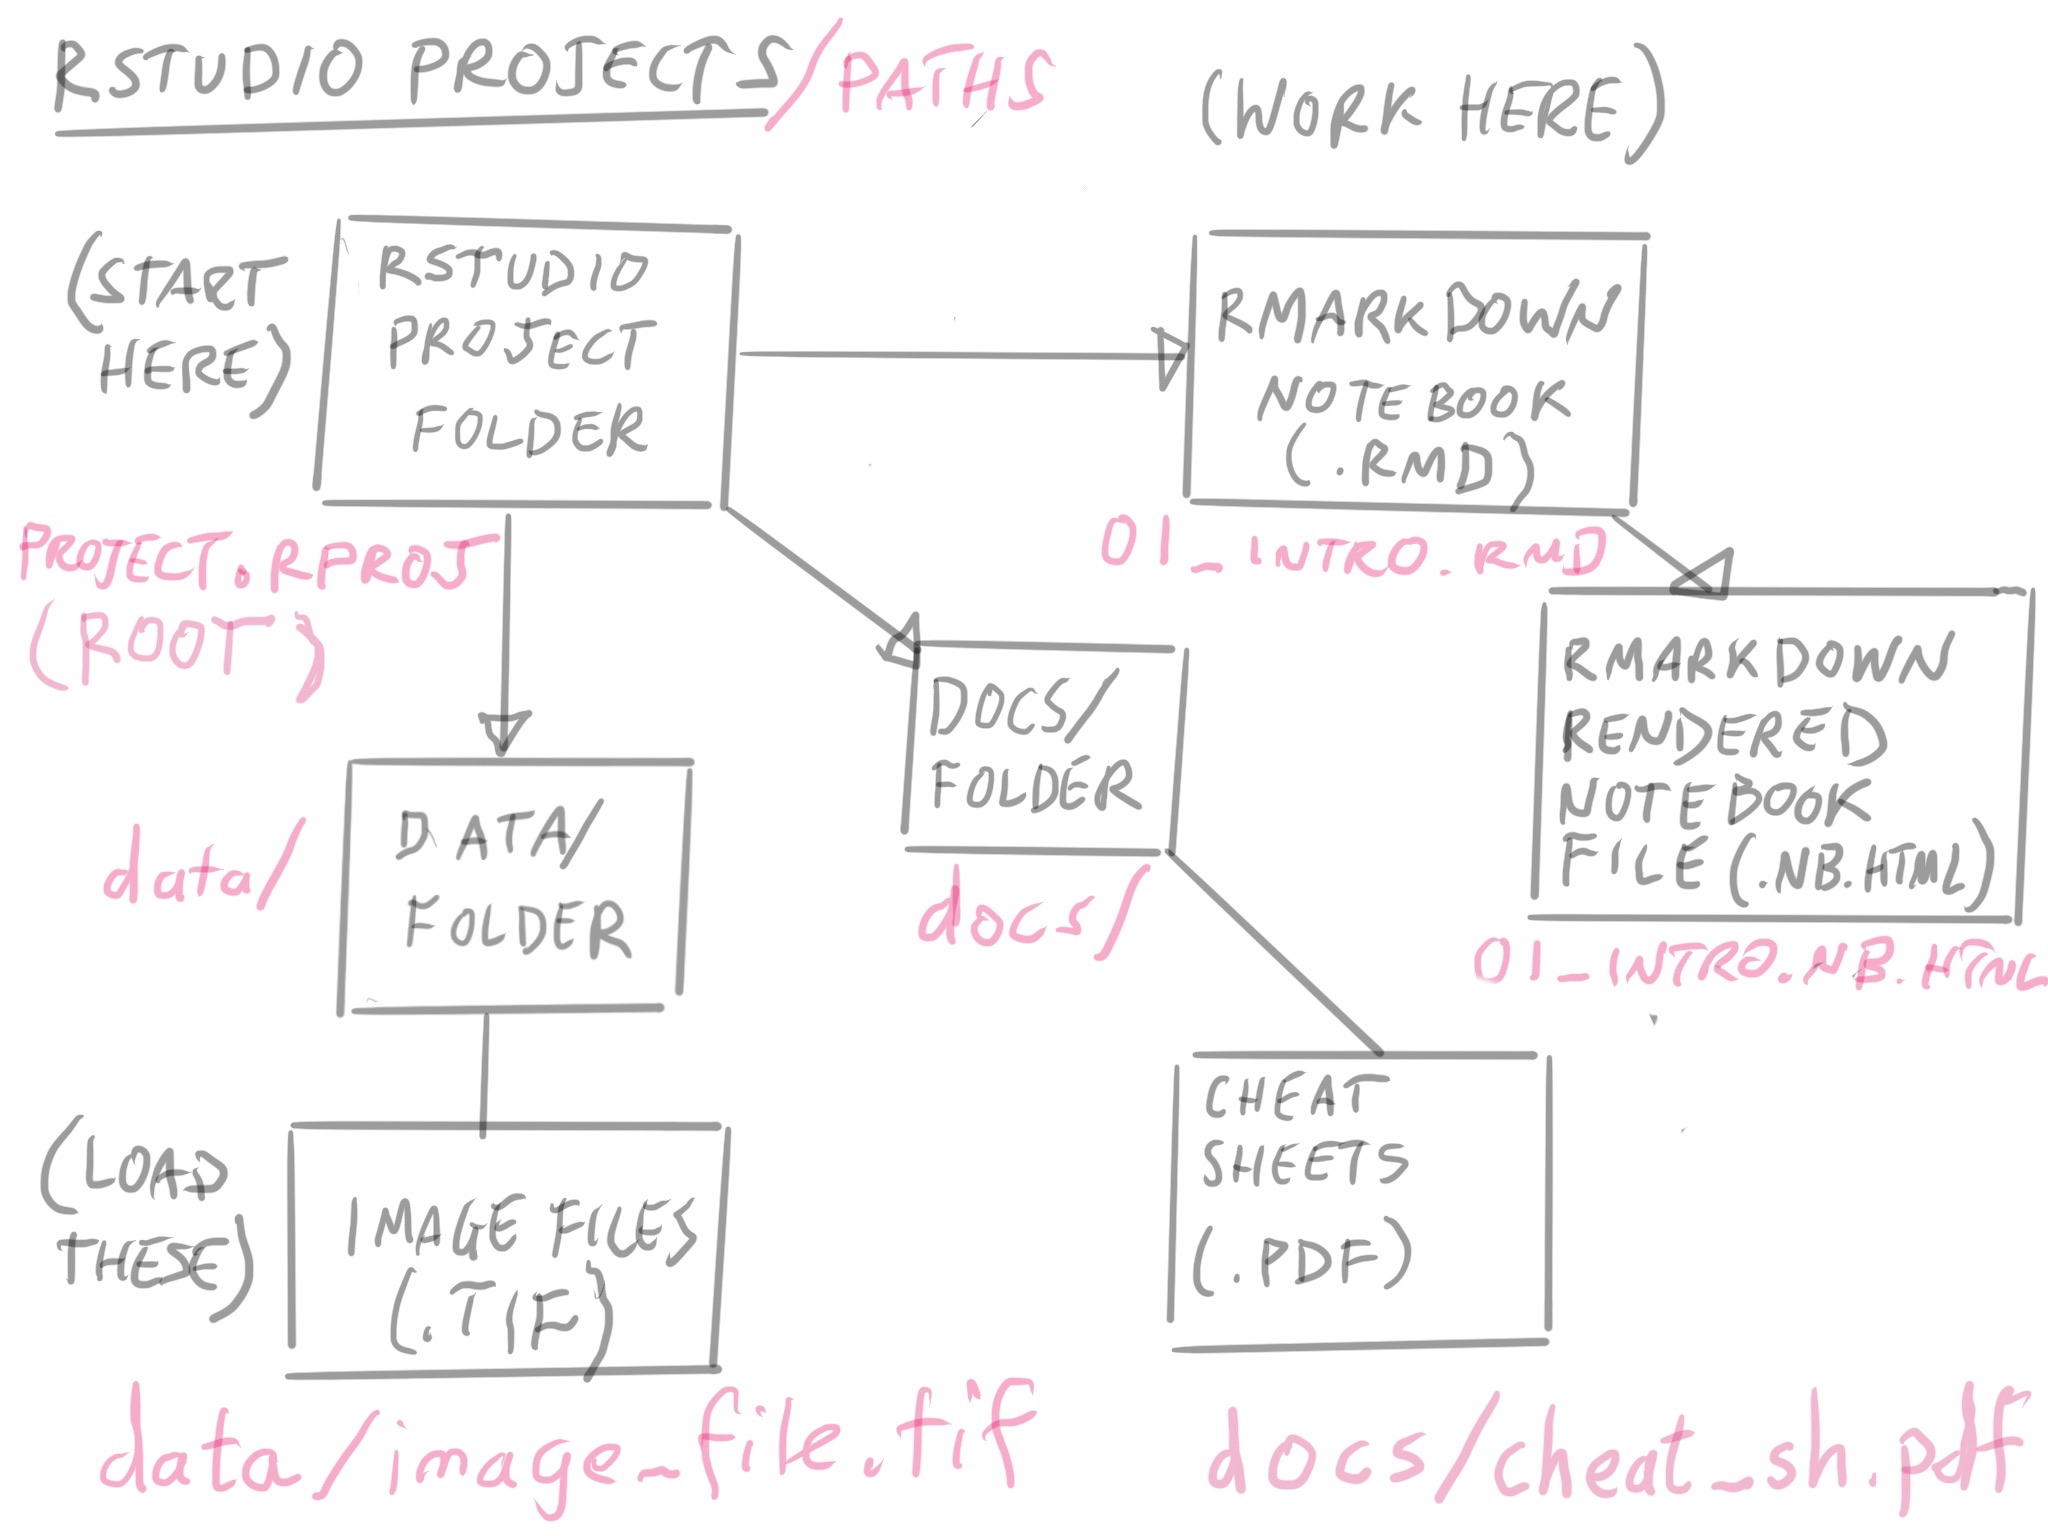 RSTUDIO PROJECTS/PATHS
(WORK HERE)
(START
HERE)
RSTUDIO
PROJECT
FOLDER
RMARKDOWN
NOTEBOOK
(.RMD)
PROJECT.RPROJ
(ROOT)
01_INTRO.RMD
DOCS/
FOLDER
docs/
RMARKDOWN
RENDERED
NOTEBOOK
FILE (.NB.HTML)
01_INTRO.NB.HTML
data/
DATA/
FOLDER
(LOAD
THESE)
IMAGE FILES
(.TIF)
data/image_file.tif
CHEAT
SHEETS
(.PDF)
docs/cheat_sh.pdf